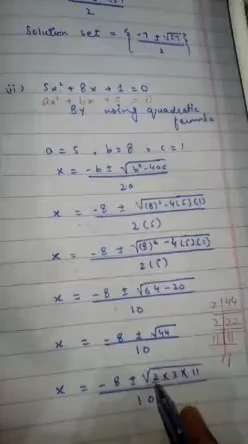 2
Solution set = { -7 ± √57 / 2 }
ii) 5x² + 8x + 1 = 0
ax² + bx + c = 0
By using quadratic
formula
a = 5 , b = 8 , c = 1
x = -b ± √b² - 4ac / 2a
x = -8 ± √(8)² - 4(5)(1) / 2(5)
x = -8 ± √(8)² - 4(5)(1) / 2(5)
x = -8 ± √64 - 20 / 10
x = -8 ± √44 / 10
2 | 44
2 | 22
11 | 11
1
x = -8 ± √2 × 2 × 11 / 10